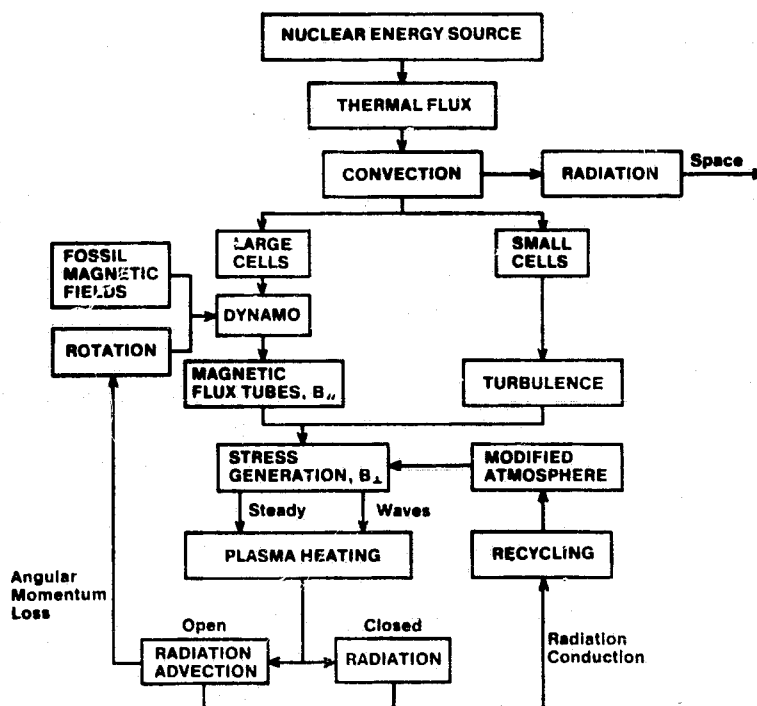 NUCLEAR ENERGY SOURCE
THERMAL FLUX
CONVECTION
RADIATION
Space
LARGE
CELLS
SMALL
CELLS
FOSSIL
MAGNETIC
FIELDS
DYNAMO
ROTATION
MAGNETIC
FLUX TUBES, B∥
TURBULENCE
STRESS
GENERATION, B⊥
MODIFIED
ATMOSPHERE
Steady
Waves
PLASMA HEATING
RECYCLING
Angular
Momentum
Loss
Open
Closed
RADIATION
ADVECTION
RADIATION
Radiation
Conduction